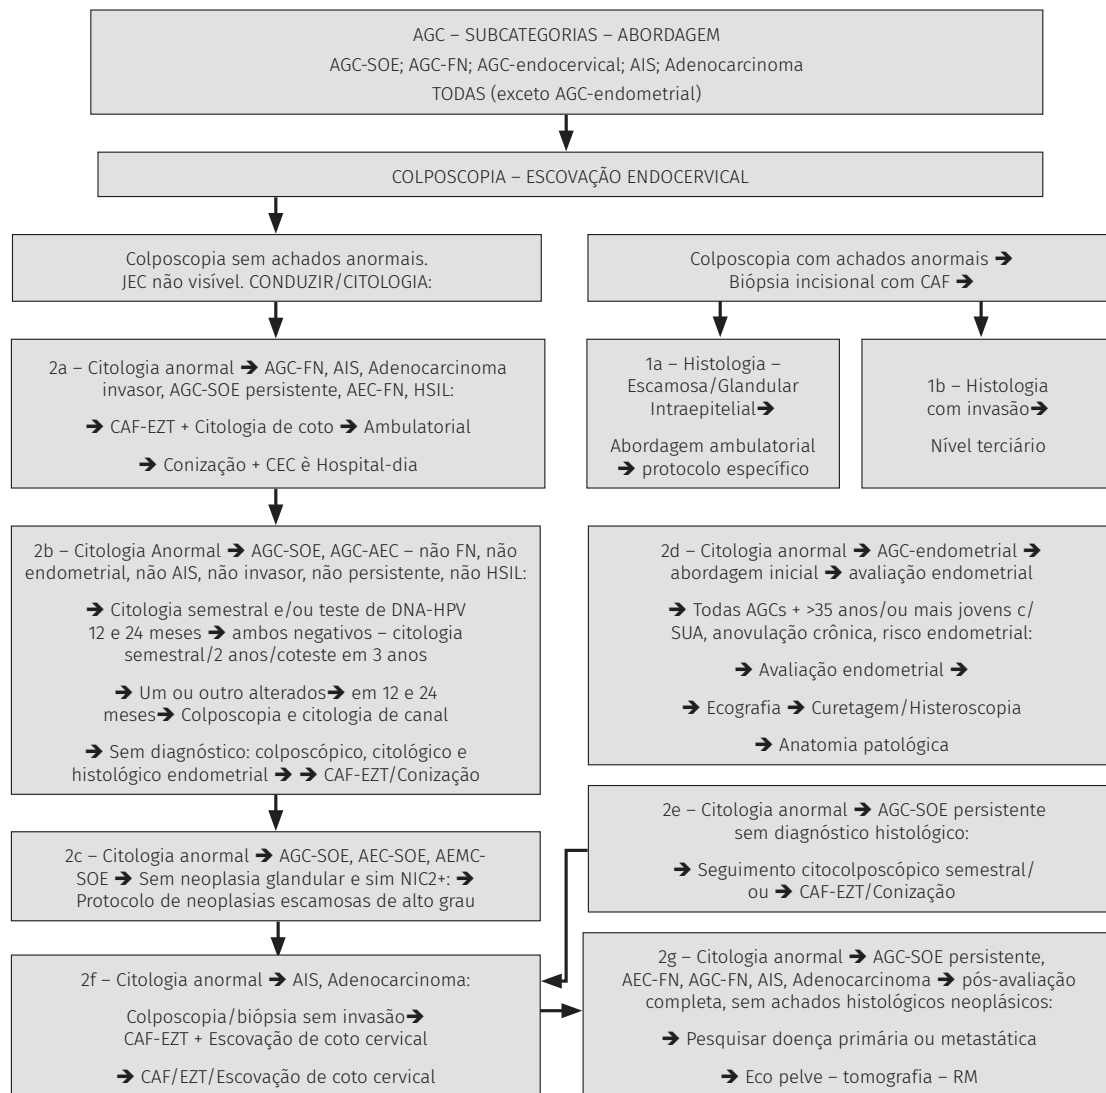 AGC – SUBCATEGORIAS – ABORDAGEM
AGC-SOE; AGC-FN; AGC-endocervical; AIS; Adenocarcinoma
TODAS (exceto AGC-endometrial)
COLPOSCOPIA – ESCOVAÇÃO ENDOCERVICAL
Colposcopia sem achados anormais.
JEC não visível. CONDUZIR/CITOLOGIA:
Colposcopia com achados anormais ➔
Biópsia incisional com CAF ➔
2a – Citologia anormal ➔ AGC-FN, AIS, Adenocarcinoma
invasor, AGC-SOE persistente, AEC-FN, HSIL:
➔ CAF-EZT + Citologia de coto ➔ Ambulatorial
➔ Conização + CEC è Hospital-dia
1a – Histologia –
Escamosa/Glandular
Intraepitelial➔
Abordagem ambulatorial
➔ protocolo específico
1b – Histologia
com invasão➔
Nível terciário
2b – Citologia Anormal ➔ AGC-SOE, AGC-AEC – não FN, não
endometrial, não AIS, não invasor, não persistente, não HSIL:
➔ Citologia semestral e/ou teste de DNA-HPV
12 e 24 meses ➔ ambos negativos – citologia
semestral/2 anos/coteste em 3 anos
➔ Um ou outro alterados➔ em 12 e 24
meses➔ Colposcopia e citologia de canal
➔ Sem diagnóstico: colposcópico, citológico e
histológico endometrial ➔ ➔ CAF-EZT/Conização
2d – Citologia anormal ➔ AGC-endometrial ➔
abordagem inicial ➔ avaliação endometrial
➔ Todas AGCs + >35 anos/ou mais jovens c/
SUA, anovulação crônica, risco endometrial:
➔ Avaliação endometrial ➔
➔ Ecografia ➔ Curetagem/Histeroscopia
➔ Anatomia patológica
2c – Citologia anormal ➔ AGC-SOE, AEC-SOE, AEMC-
SOE ➔ Sem neoplasia glandular e sim NIC2+: ➔
Protocolo de neoplasias escamosas de alto grau
2e – Citologia anormal ➔ AGC-SOE persistente
sem diagnóstico histológico:
➔ Seguimento citocolposcópico semestral/
ou ➔ CAF-EZT/Conização
2f – Citologia anormal ➔ AIS, Adenocarcinoma:
Colposcopia/biópsia sem invasão➔
CAF-EZT + Escovação de coto cervical
➔ CAF/EZT/Escovação de coto cervical
2g – Citologia anormal ➔ AGC-SOE persistente,
AEC-FN, AGC-FN, AIS, Adenocarcinoma ➔ pós-avaliação
completa, sem achados histológicos neoplásicos:
➔ Pesquisar doença primária ou metastática
➔ Eco pelve – tomografia – RM